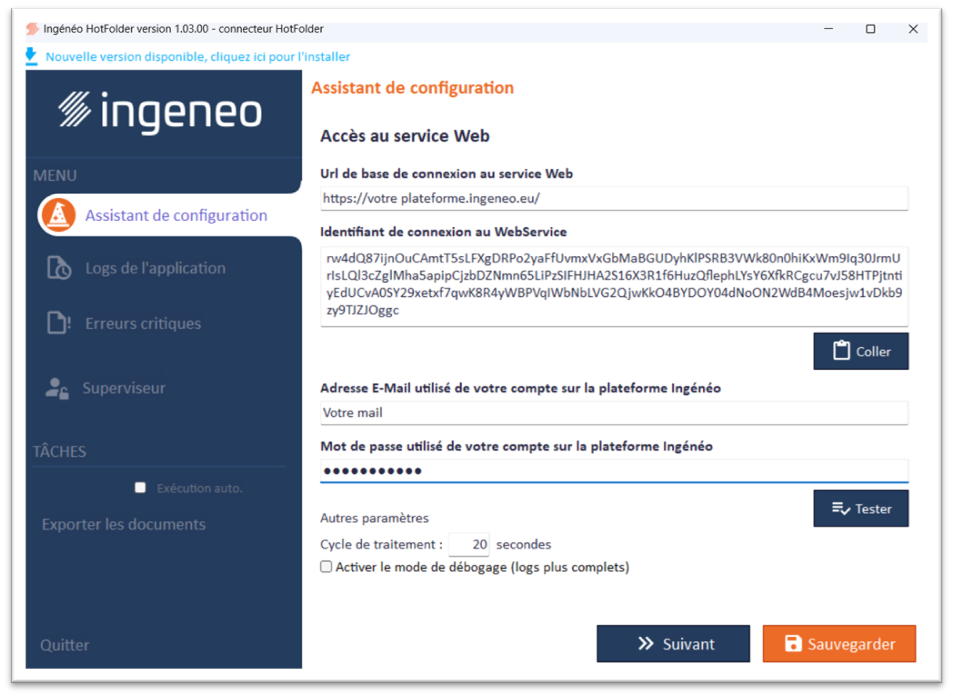 Ingénéo HotFolder version 1.03.00 - connecteur HotFolder
Nouvelle version disponible, cliquez ici pour l'installer
ingeneo
MENU
Assistant de configuration
Logs de l'application
Erreurs critiques
Superviseur
TÂCHES
Exécution auto.
Exporter les documents
Quitter
Assistant de configuration
Accès au service Web
Url de base de connexion au service Web
https://votre plateforme.ingeneo.eu/
Identifiant de connexion au WebService
rw4dQ87ijnOuCAmtT5sLFXgDRPo2yaFfUvmxVxGbMaBGUDyhKlPSRB3VWk80n0hiKxWm9Iq30JrmU
rIsLQl3cZglMha5apipCjzbDZNmn65LiPzSIFHJHA2S16X3R1f6HuzQflephLYsY6XfkRCgcu7vJ58HTPjtnti
yEdUCvA0SY29xetxf7qwK8R4yWBPVqIWbNbLVG2QjwKkO4BYDOY04dNoON2WdB4Moesjw1vDkb9
zy9TJZJOggc
Coller
Adresse E-Mail utilisé de votre compte sur la plateforme Ingénéo
Votre mail
Mot de passe utilisé de votre compte sur la plateforme Ingénéo
●●●●●●●●●●●
Tester
Autres paramètres
Cycle de traitement : 20 secondes
Activer le mode de débogage (logs plus complets)
Suivant
Sauvegarder